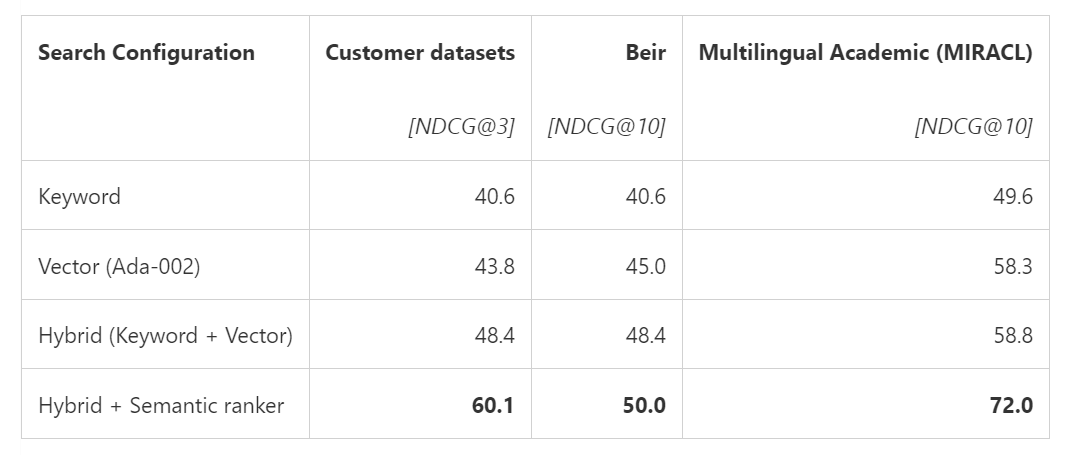 Search Configuration Customer datasets Beir Multilingual Academic (MIRACL)
[NDCG@3] [NDCG@10] [NDCG@10]
Keyword 40.6 40.6 49.6
Vector (Ada-002) 43.8 45.0 58.3
Hybrid (Keyword + Vector) 48.4 48.4 58.8
Hybrid + Semantic ranker 60.1 50.0 72.0